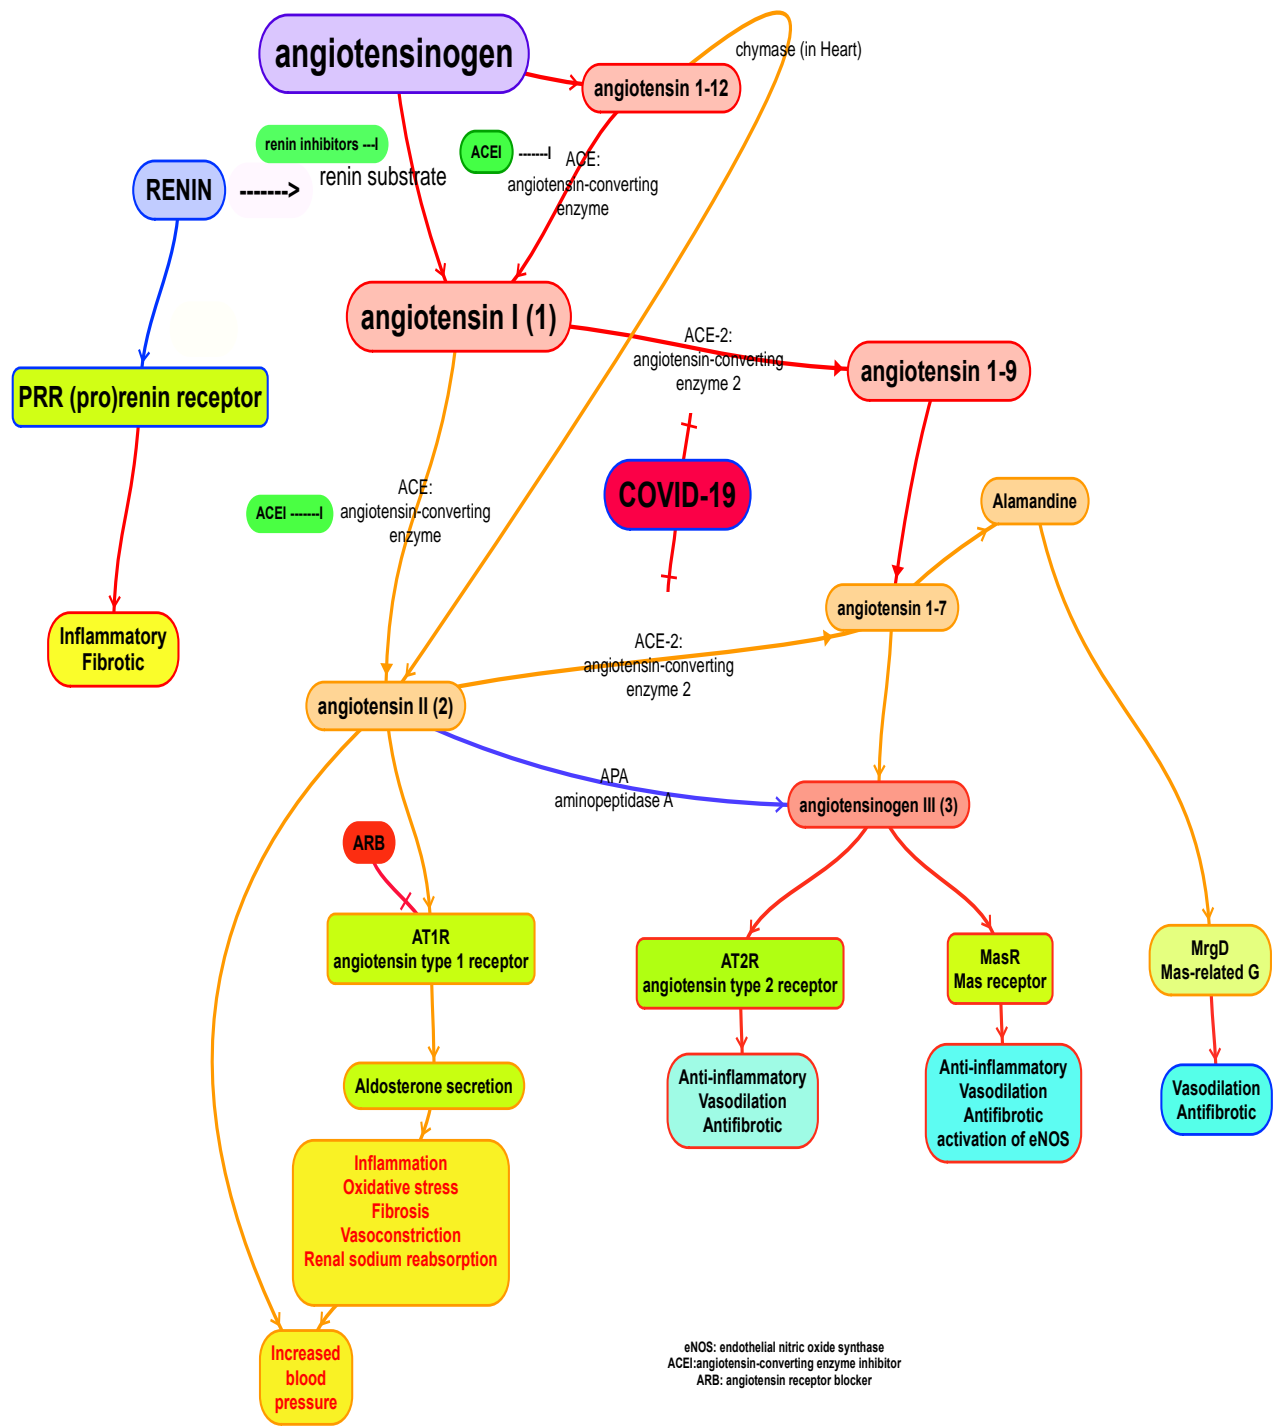 angiotensinogen
chymase (in Heart)
angiotensin 1-12
renin inhibitors ---I
ACEI
-------I
ACE:
angiotensin-converting
enzyme
RENIN
------->
renin substrate
angiotensin I (1)
ACE-2:
angiotensin-converting
enzyme 2
angiotensin 1-9
PRR (pro)renin receptor
COVID-19
ACEI -------I
ACE:
angiotensin-converting
enzyme
Alamandine
angiotensin 1-7
Inflammatory
Fibrotic
ACE-2:
angiotensin-converting
enzyme 2
angiotensin II (2)
APA
aminopeptidase A
angiotensinogen III (3)
ARB
AT1R
angiotensin type 1 receptor
AT2R
angiotensin type 2 receptor
MasR
Mas receptor
MrgD
Mas-related G
Aldosterone secretion
Anti-inflammatory
Vasodilation
Antifibrotic
Anti-inflammatory
Vasodilation
Antifibrotic
activation of eNOS
Vasodilation
Antifibrotic
Inflammation
Oxidative stress
Fibrosis
Vasoconstriction
Renal sodium reabsorption
Increased
blood
pressure
eNOS: endothelial nitric oxide synthase
ACEI:angiotensin-converting enzyme inhibitor
ARB: angiotensin receptor blocker